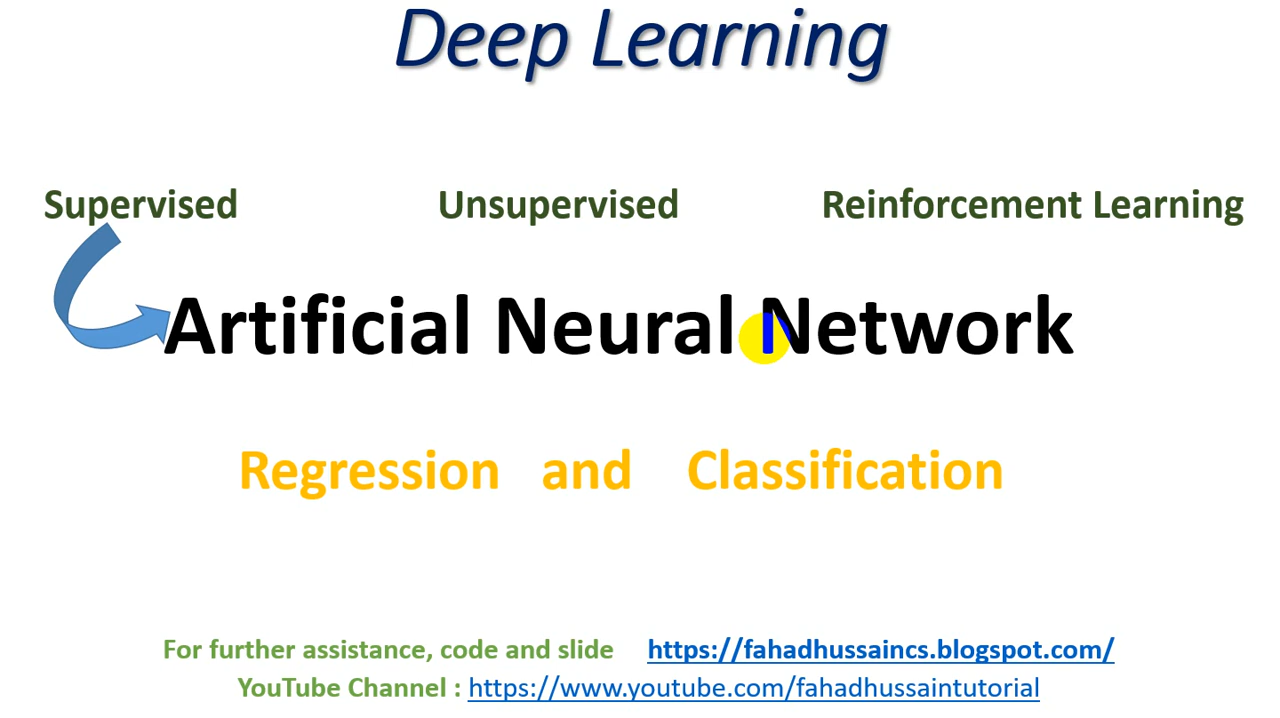 Deep Learning
Supervised Unsupervised Reinforcement Learning
Artificial Neural Network
Regression and Classification
For further assistance, code and slide https://fahadhussaincs.blogspot.com/
YouTube Channel : https://www.youtube.com/fahadhussaintutorial